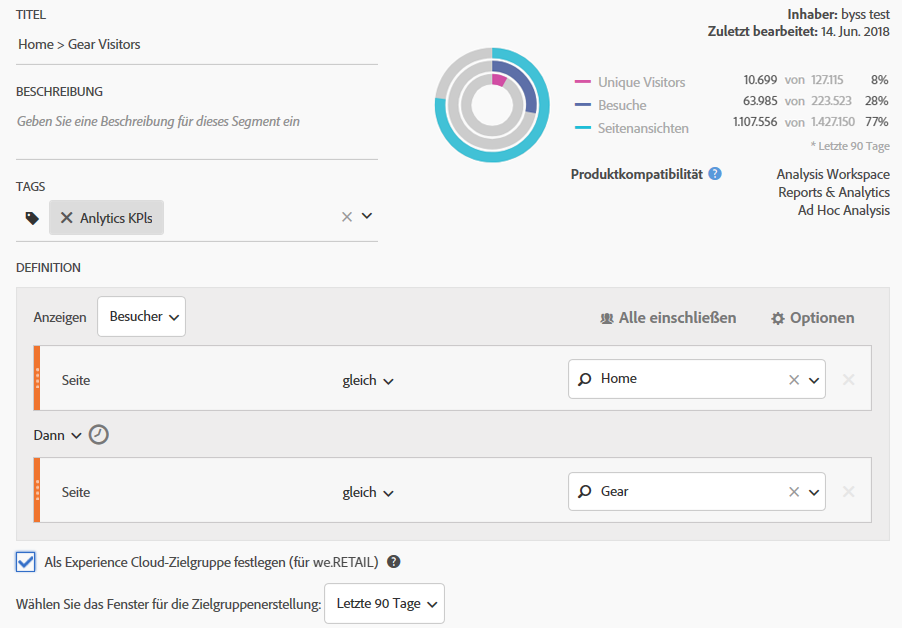 TITEL
Home > Gear Visitors
Inhaber: byss test
Zuletzt bearbeitet: 14. Jun. 2018
BESCHREIBUNG
Geben Sie eine Beschreibung für dieses Segment ein
Unique Visitors 10.699 von 127.115 8%
Besuche 63.985 von 223.523 28%
Seitenansichten 1.107.556 von 1.427.150 77%
* Letzte 90 Tage
Produktkompatibilität ? Analysis Workspace
Reports & Analytics
Ad Hoc Analysis
TAGS
Anlytics KPIs
DEFINITION
Anzeigen Besucher Alle einschließen Optionen
Seite gleich Home
Dann
Seite gleich Gear
Als Experience Cloud-Zielgruppe festlegen (für we.RETAIL) ?
Wählen Sie das Fenster für die Zielgruppenerstellung: Letzte 90 Tage